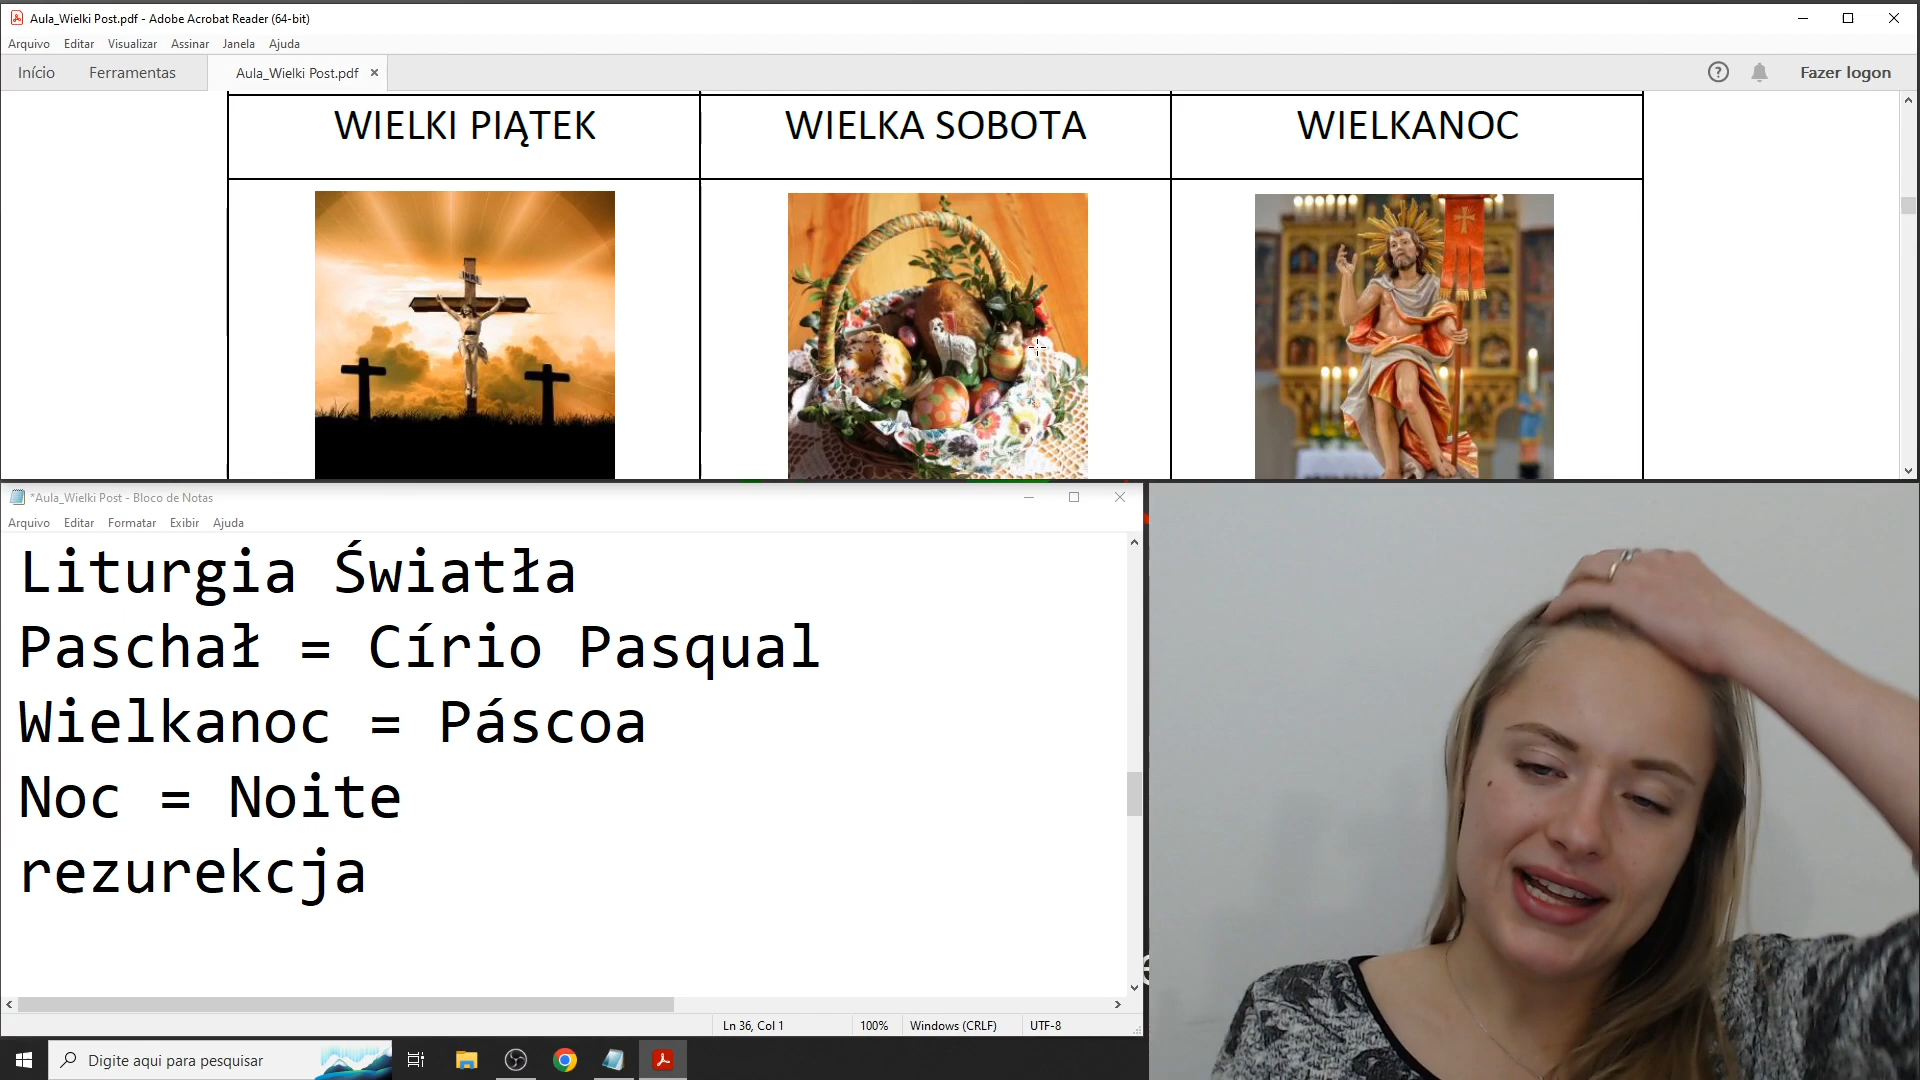 Aula_Wielki Post.pdf - Adobe Acrobat Reader (64-bit)
Arquivo Editar Visualizar Assinar Janela Ajuda
Início Ferramentas Aula_Wielki Post.pdf Fazer logon
WIELKI PIĄTEK WIELKA SOBOTA WIELKANOC
*Aula_Wielki Post - Bloco de Notas
Arquivo Editar Formatar Exibir Ajuda
Liturgia Światła
Paschał = Círio Pasqual
Wielkanoc = Páscoa
Noc = Noite
rezurekcja
Ln 36, Col 1 100% Windows (CRLF) UTF-8
Digite aqui para pesquisar